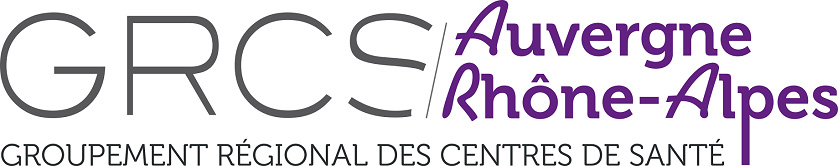 GRCS
Auvergne
Rhône-Alpes
GROUPEMENT RÉGIONAL DES CENTRES DE SANTÉ